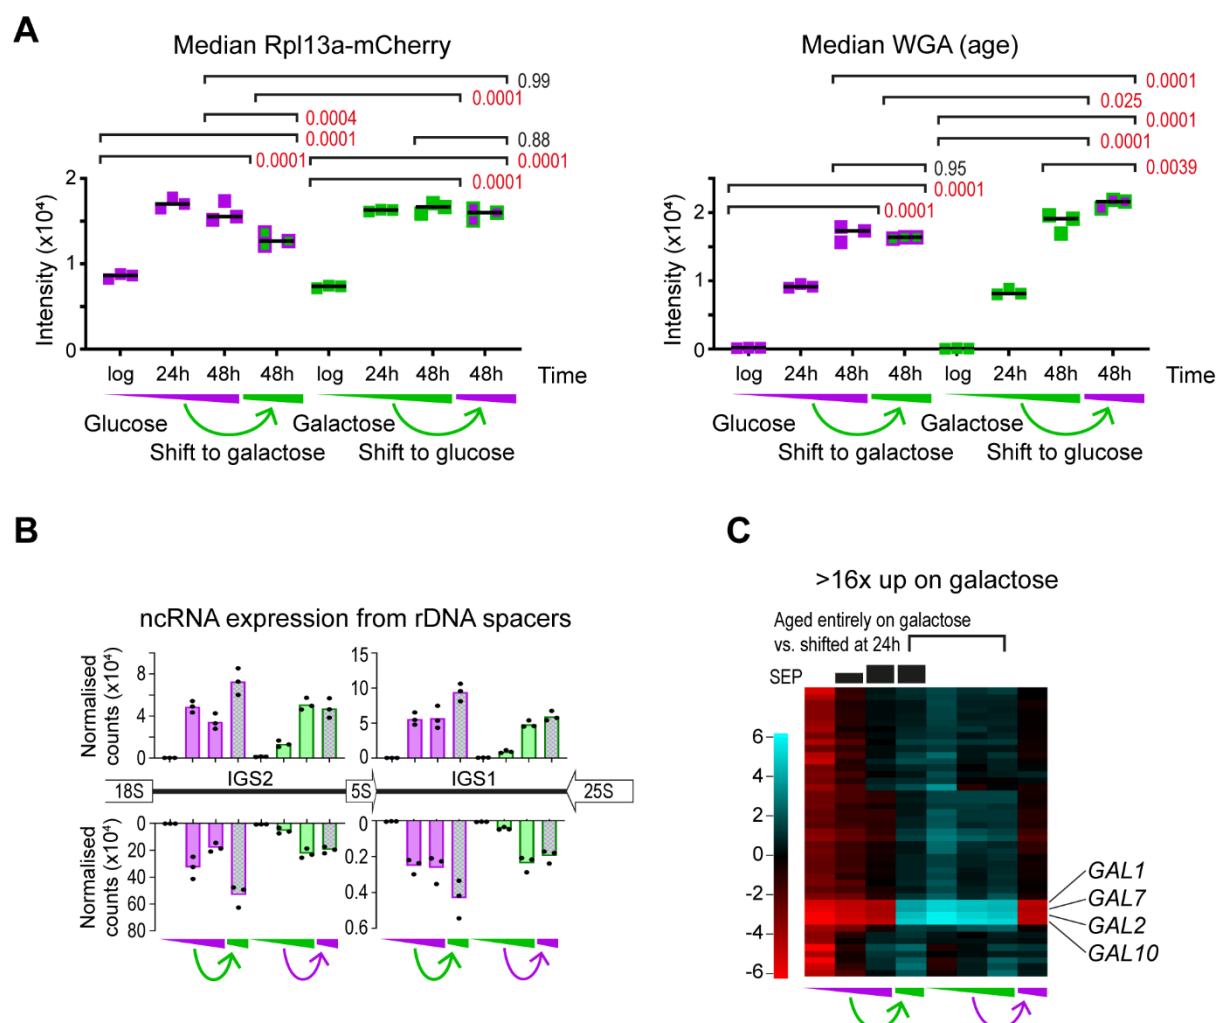 A
Median Rpl13a-mCherry
0.99
0.0001
0.0004
0.0001
0.88
0.0001
0.0001
0.0001
Intensity (x10⁴)
2
1
0
log 24h 48h 48h log 24h 48h 48h Time
Glucose Galactose
Shift to galactose Shift to glucose
Median WGA (age)
0.0001
0.025
0.0001
0.0001
0.95
0.0039
0.0001
0.0001
Intensity (x10⁴)
2
1
0
log 24h 48h 48h log 24h 48h 48h Time
Glucose Galactose
Shift to galactose Shift to glucose
B
ncRNA expression from rDNA spacers
Normalised
counts (x10⁴)
8
4
0
15
10
5
0
18S IGS2 5S IGS1 25S
Normalised
counts (x10⁴)
0
20
40
60
80
0
0.2
0.4
0.6
C
>16x up on galactose
Aged entirely on galactose
vs. shifted at 24h
SEP
6
4
2
0
-2
-4
-6
GAL1
GAL7
GAL2
GAL10